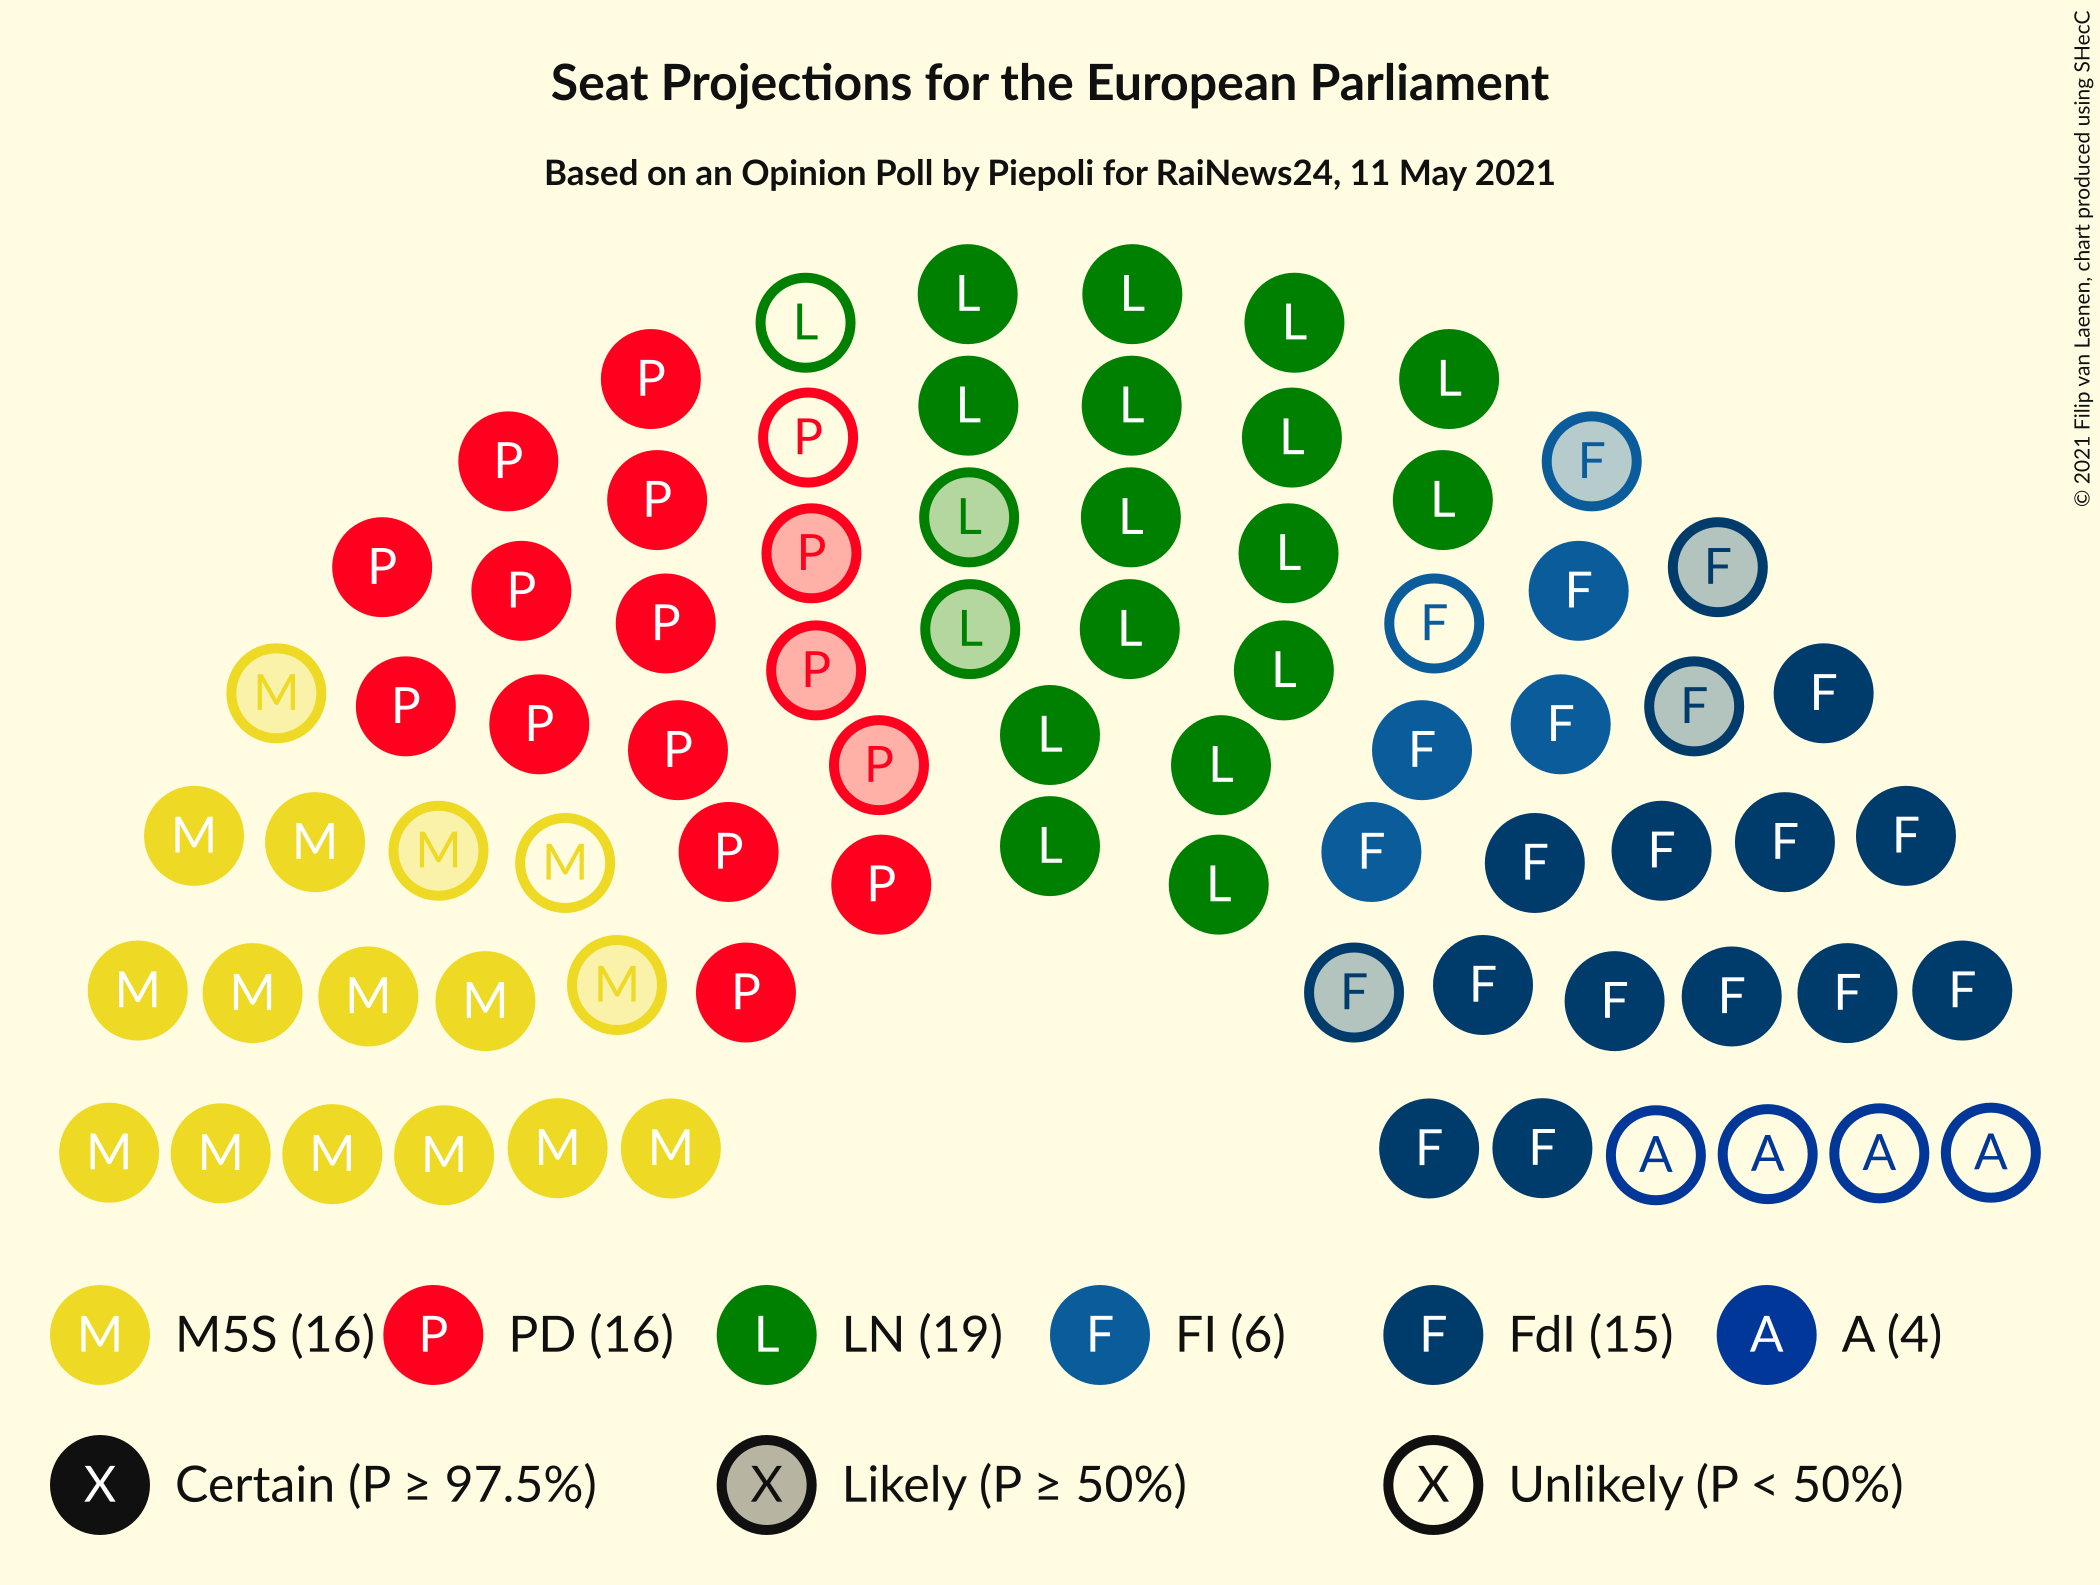 Seat Projections for the European Parliament
Based on an Opinion Poll by Piepoli for RaiNews24, 11 May 2021
© 2021 Filip van Laenen, chart produced using SHecC
L L
L L
P L
L L
P L L
F
P P L L
L L
P P F
P P L
F F
P F
L L
M P P L
F F
P P F
P F
L
P L
M M M M P L F F F F F
P L
M M M M M P F F F F F F
M M M M M M F F A A A A
M M5S (16) P PD (16) L LN (19) F FI (6) F FdI (15) A A (4)
X Certain (P ≥ 97.5%) X Likely (P ≥ 50%) X Unlikely (P < 50%)